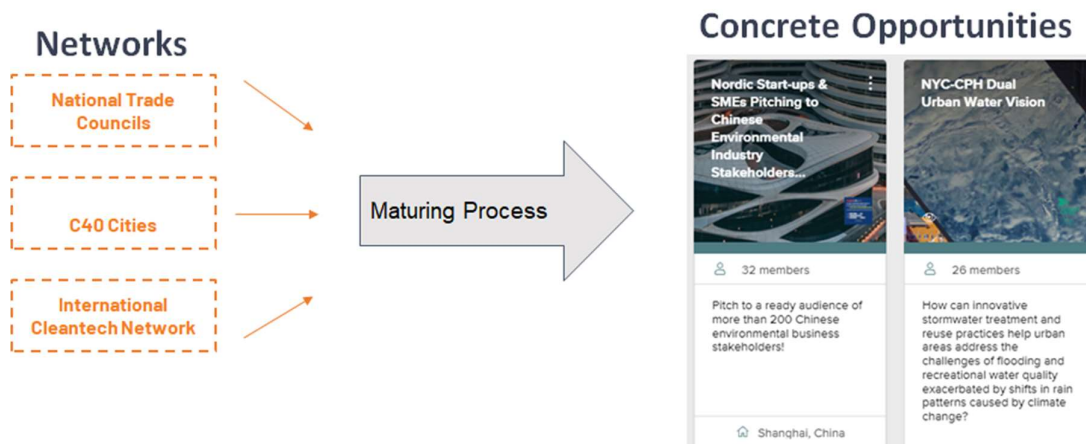 Networks
National Trade
Councils
C40 Cities
International
Cleantech Network
Maturing Process
Concrete Opportunities
Nordic Start-ups &
SMEs Pitching to
Chinese
Environmental
Industry
Stakeholders...
32 members
Pitch to a ready audience of
more than 200 Chinese
environmental business
stakeholders!
Shanghai, China
NYC-CPH Dual
Urban Water Vision
26 members
How can innovative
stormwater treatment and
reuse practices help urban
areas address the
challenges of flooding and
recreational water quality
exacerbated by shifts in rain
patterns caused by climate
change?